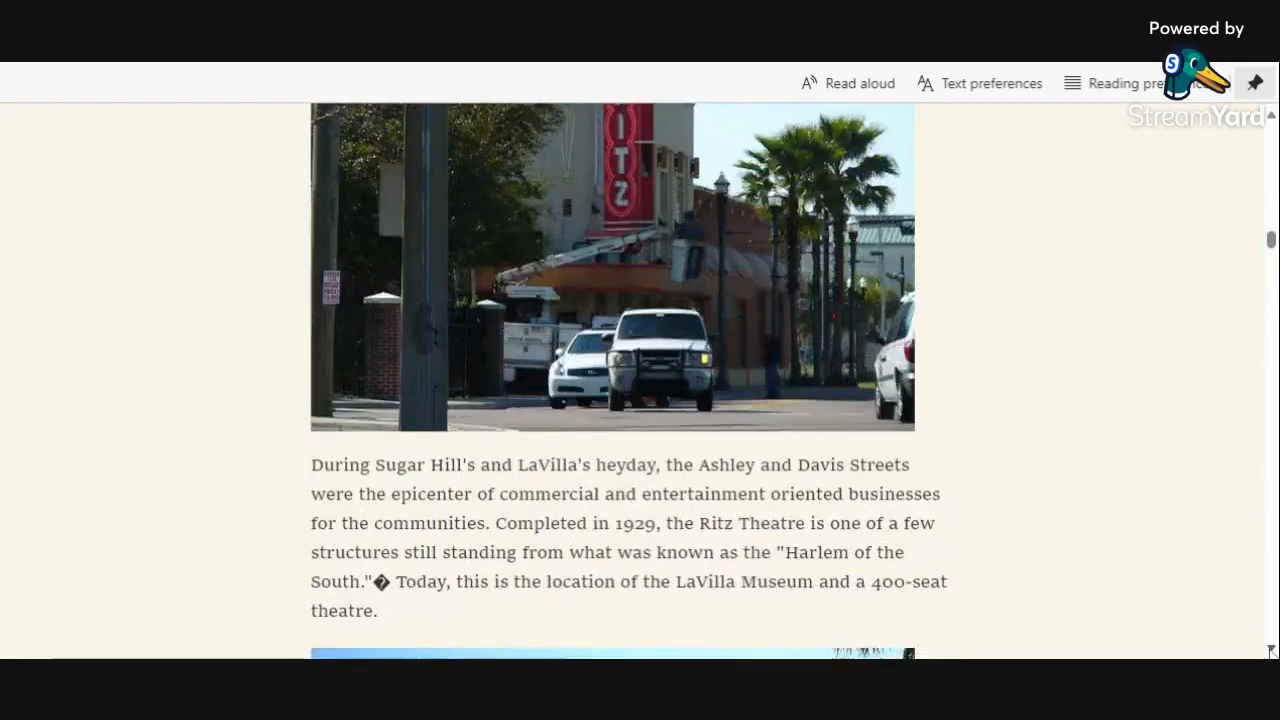 Powered by
Read aloud
Text preferences
StreamYard
ITZ
During Sugar Hill's and LaVilla's heyday, the Ashley and Davis Streets
were the epicenter of commercial and entertainment oriented businesses
for the communities. Completed in 1929, the Ritz Theatre is one of a few
structures still standing from what was known as the "Harlem of the
South."� Today, this is the location of the LaVilla Museum and a 400-seat
theatre.